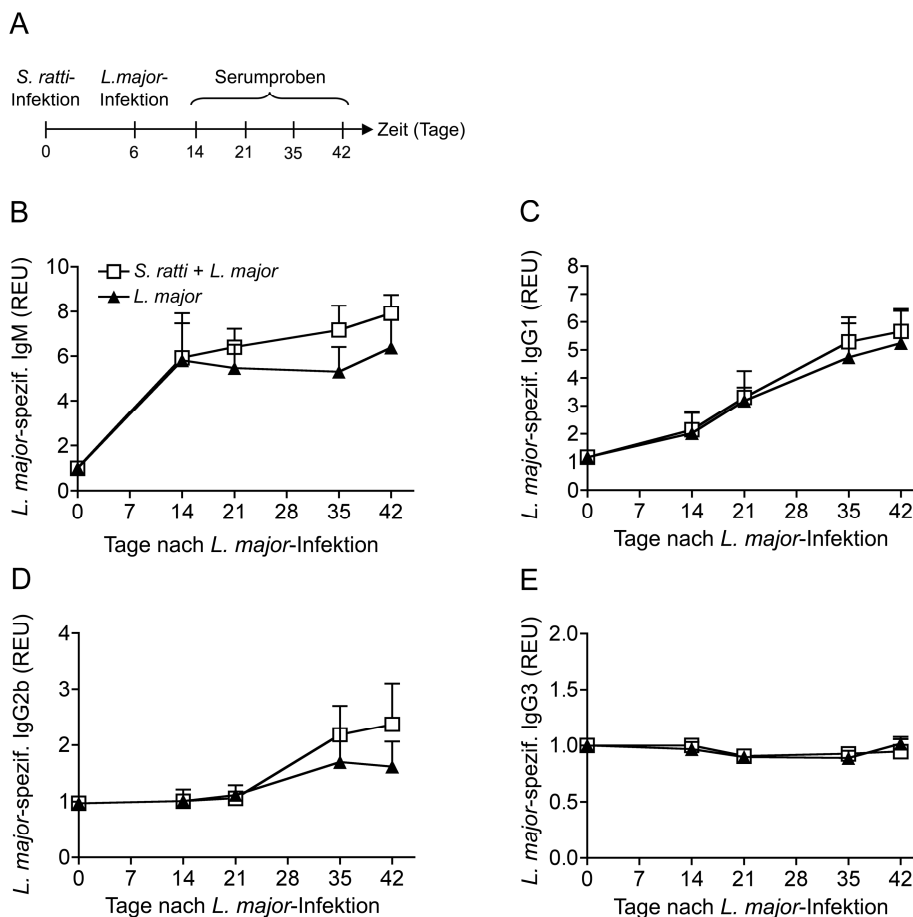 A
S. ratti-
Infektion
L.major-
Infektion
Serumproben
Zeit (Tage)
0 6 14 21 35 42
B
L. major-spezif. IgM (REU)
10
8
6
4
2
0
S. ratti + L. major
L. major
0 7 14 21 28 35 42
Tage nach L. major-Infektion
C
L. major-spezif. IgG1 (REU)
8
7
6
5
4
3
2
1
0
0 7 14 21 28 35 42
Tage nach L. major-Infektion
D
L. major-spezif. IgG2b (REU)
4
3
2
1
0
0 7 14 21 28 35 42
Tage nach L. major-Infektion
E
L. major-spezif. IgG3 (REU)
2.0
1.5
1.0
0.5
0.0
0 7 14 21 28 35 42
Tage nach L. major-Infektion